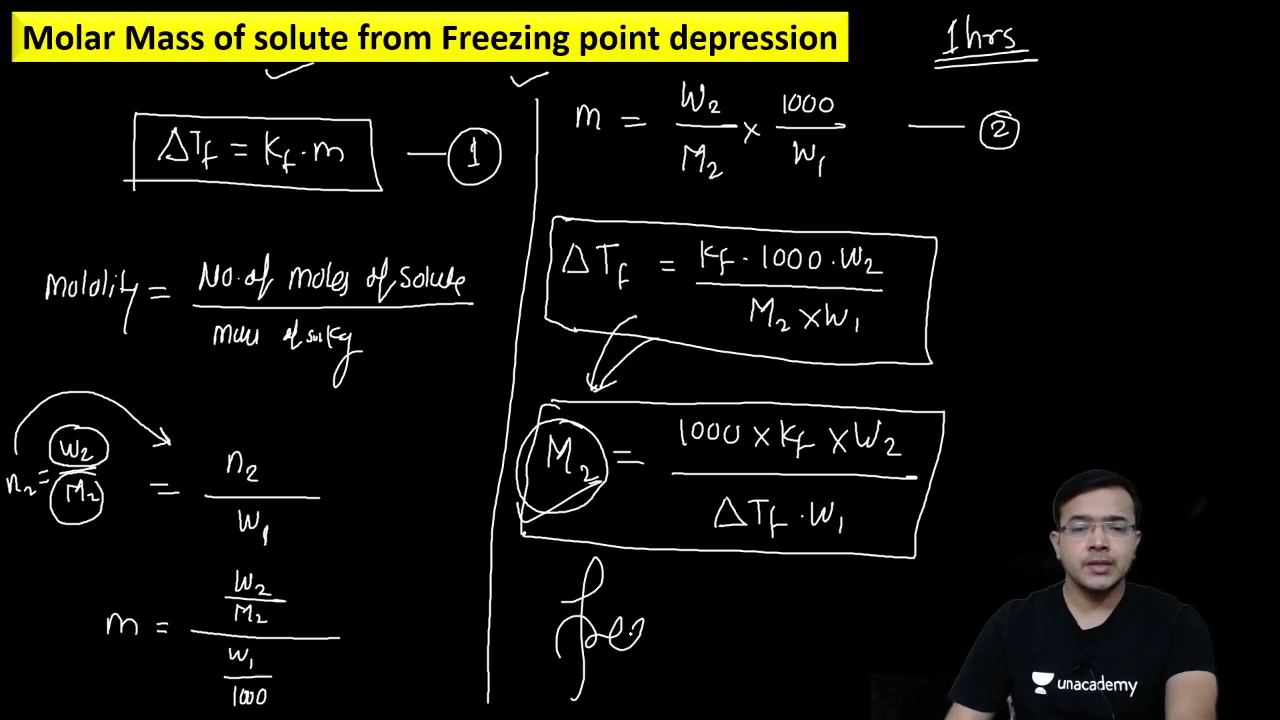 Molar Mass of solute from Freezing point depression
1hrs
ΔTf = Kf · m — 1
Molality = No. of moles of solute / mass of sol Kg
n2 = W2 / M2 = n2 / W1
m = W2 / M2 / W1 / 1000
m = W2 / M2 × 1000 / W1 — 2
ΔTf = Kf · 1000 · W2 / M2 × W1
M2 = 1000 × Kf × W2 / ΔTf · W1
unacademy